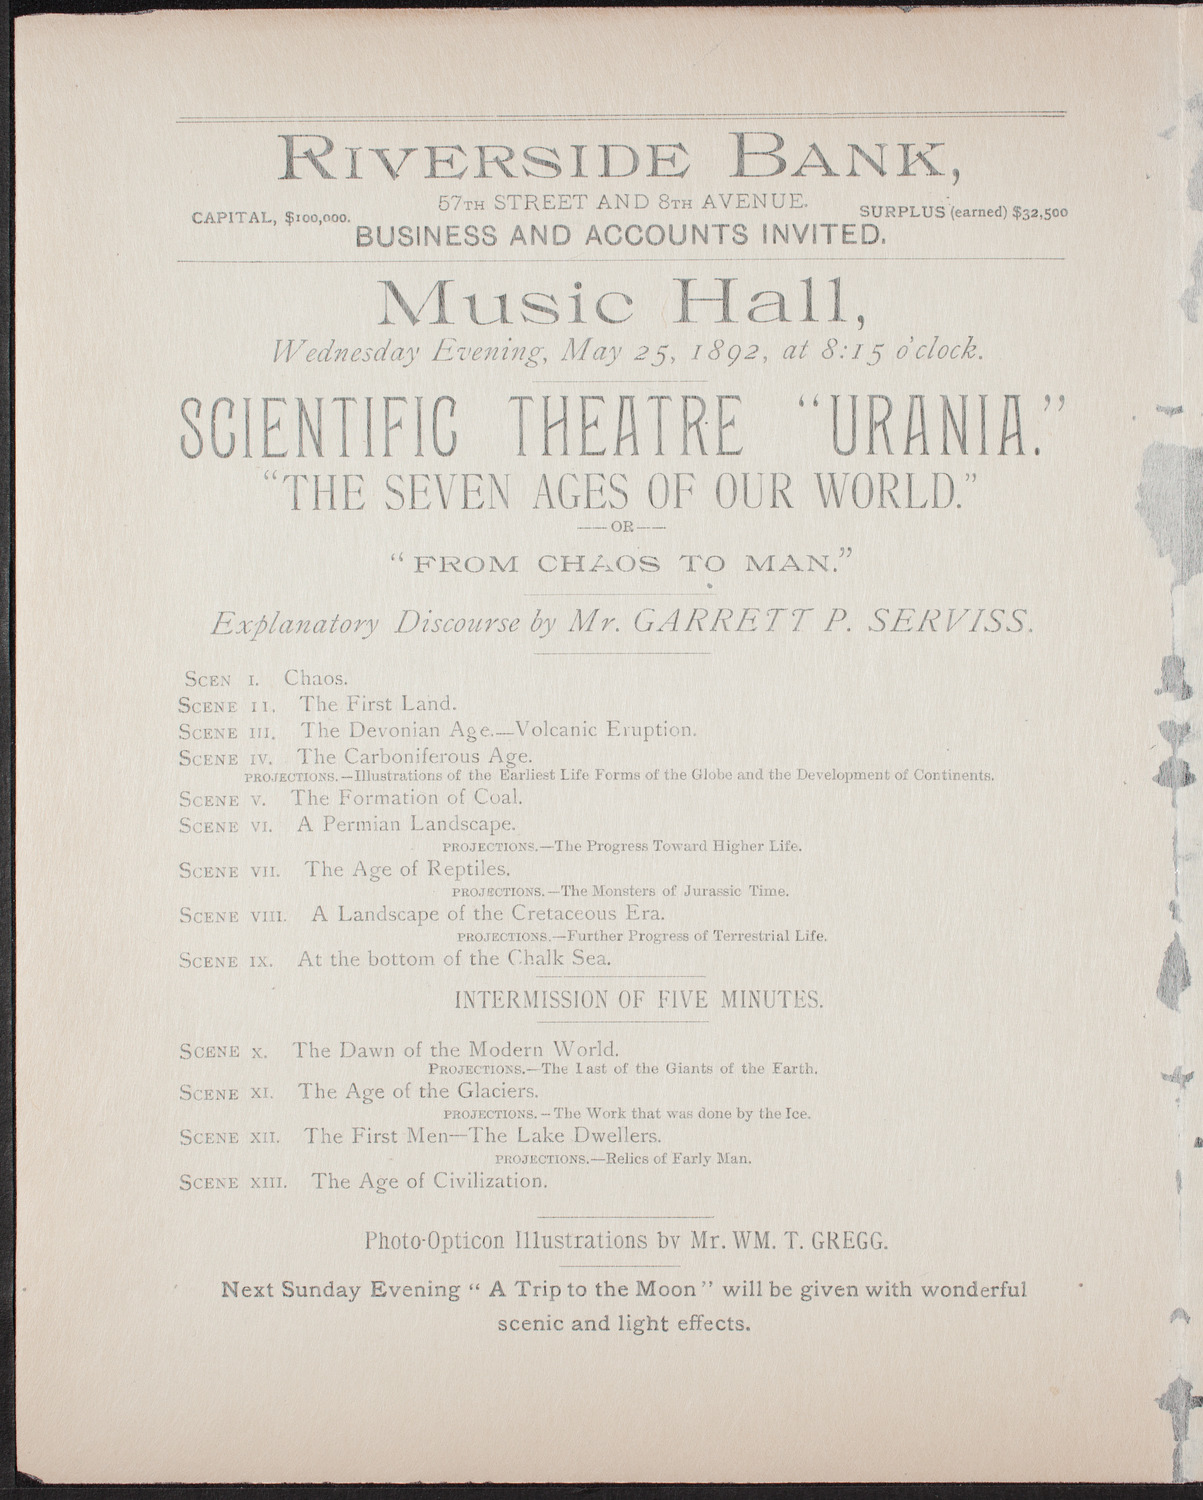 RIVERSIDE BANK,
57TH STREET AND 8TH AVENUE.
CAPITAL, $100,000.
SURPLUS (earned) $32,500
BUSINESS AND ACCOUNTS INVITED.
Music Hall,
Wednesday Evening, May 25, 1892, at 8:15 o'clock.
SCIENTIFIC THEATRE "URANIA."
"THE SEVEN AGES OF OUR WORLD."
—OR—
"FROM CHAOS TO MAN."
Explanatory Discourse by Mr. GARRETT P. SERVISS.
SCEN I. Chaos.
SCENE II. The First Land.
SCENE III. The Devonian Age.—Volcanic Eruption.
SCENE IV. The Carboniferous Age.
PROJECTIONS.—Illustrations of the Earliest Life Forms of the Globe and the Development of Continents.
SCENE V. The Formation of Coal.
SCENE VI. A Permian Landscape.
PROJECTIONS.—The Progress Toward Higher Life.
SCENE VII. The Age of Reptiles.
PROJECTIONS.—The Monsters of Jurassic Time.
SCENE VIII. A Landscape of the Cretaceous Era.
PROJECTIONS.—Further Progress of Terrestrial Life.
SCENE IX. At the bottom of the Chalk Sea.
INTERMISSION OF FIVE MINUTES.
SCENE X. The Dawn of the Modern World.
PROJECTIONS.—The Last of the Giants of the Earth.
SCENE XI. The Age of the Glaciers.
PROJECTIONS.—The Work that was done by the Ice.
SCENE XII. The First Men—The Lake Dwellers.
PROJECTIONS.—Relics of Early Man.
SCENE XIII. The Age of Civilization.
Photo-Opticon Illustrations by Mr. WM. T. GREGG.
Next Sunday Evening "A Trip to the Moon" will be given with wonderful
scenic and light effects.